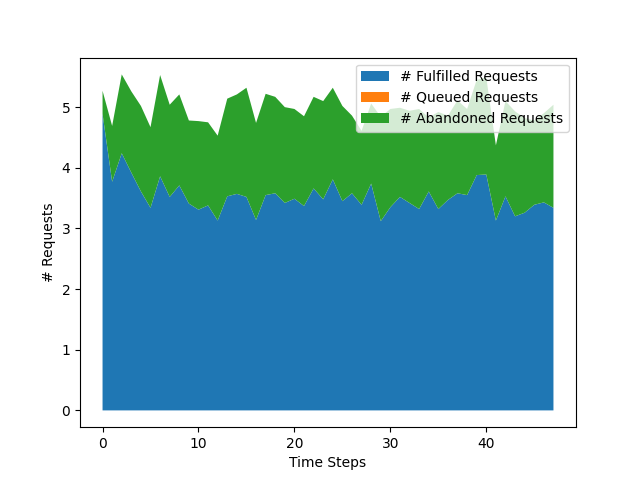 # Fulfilled Requests
# Queued Requests
# Abandoned Requests
# Requests
5
4
3
2
1
0
0 10 20 30 40
Time Steps